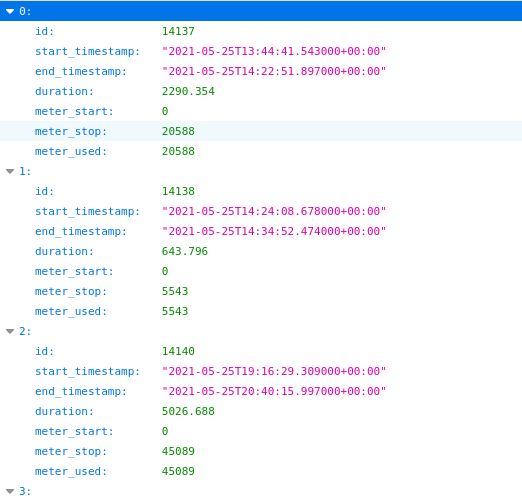 0:
id: 14137
start_timestamp: "2021-05-25T13:44:41.543000+00:00"
end_timestamp: "2021-05-25T14:22:51.897000+00:00"
duration: 2290.354
meter_start: 0
meter_stop: 20588
meter_used: 20588
1:
id: 14138
start_timestamp: "2021-05-25T14:24:08.678000+00:00"
end_timestamp: "2021-05-25T14:34:52.474000+00:00"
duration: 643.796
meter_start: 0
meter_stop: 5543
meter_used: 5543
2:
id: 14140
start_timestamp: "2021-05-25T19:16:29.309000+00:00"
end_timestamp: "2021-05-25T20:40:15.997000+00:00"
duration: 5026.688
meter_start: 0
meter_stop: 45089
meter_used: 45089
3: